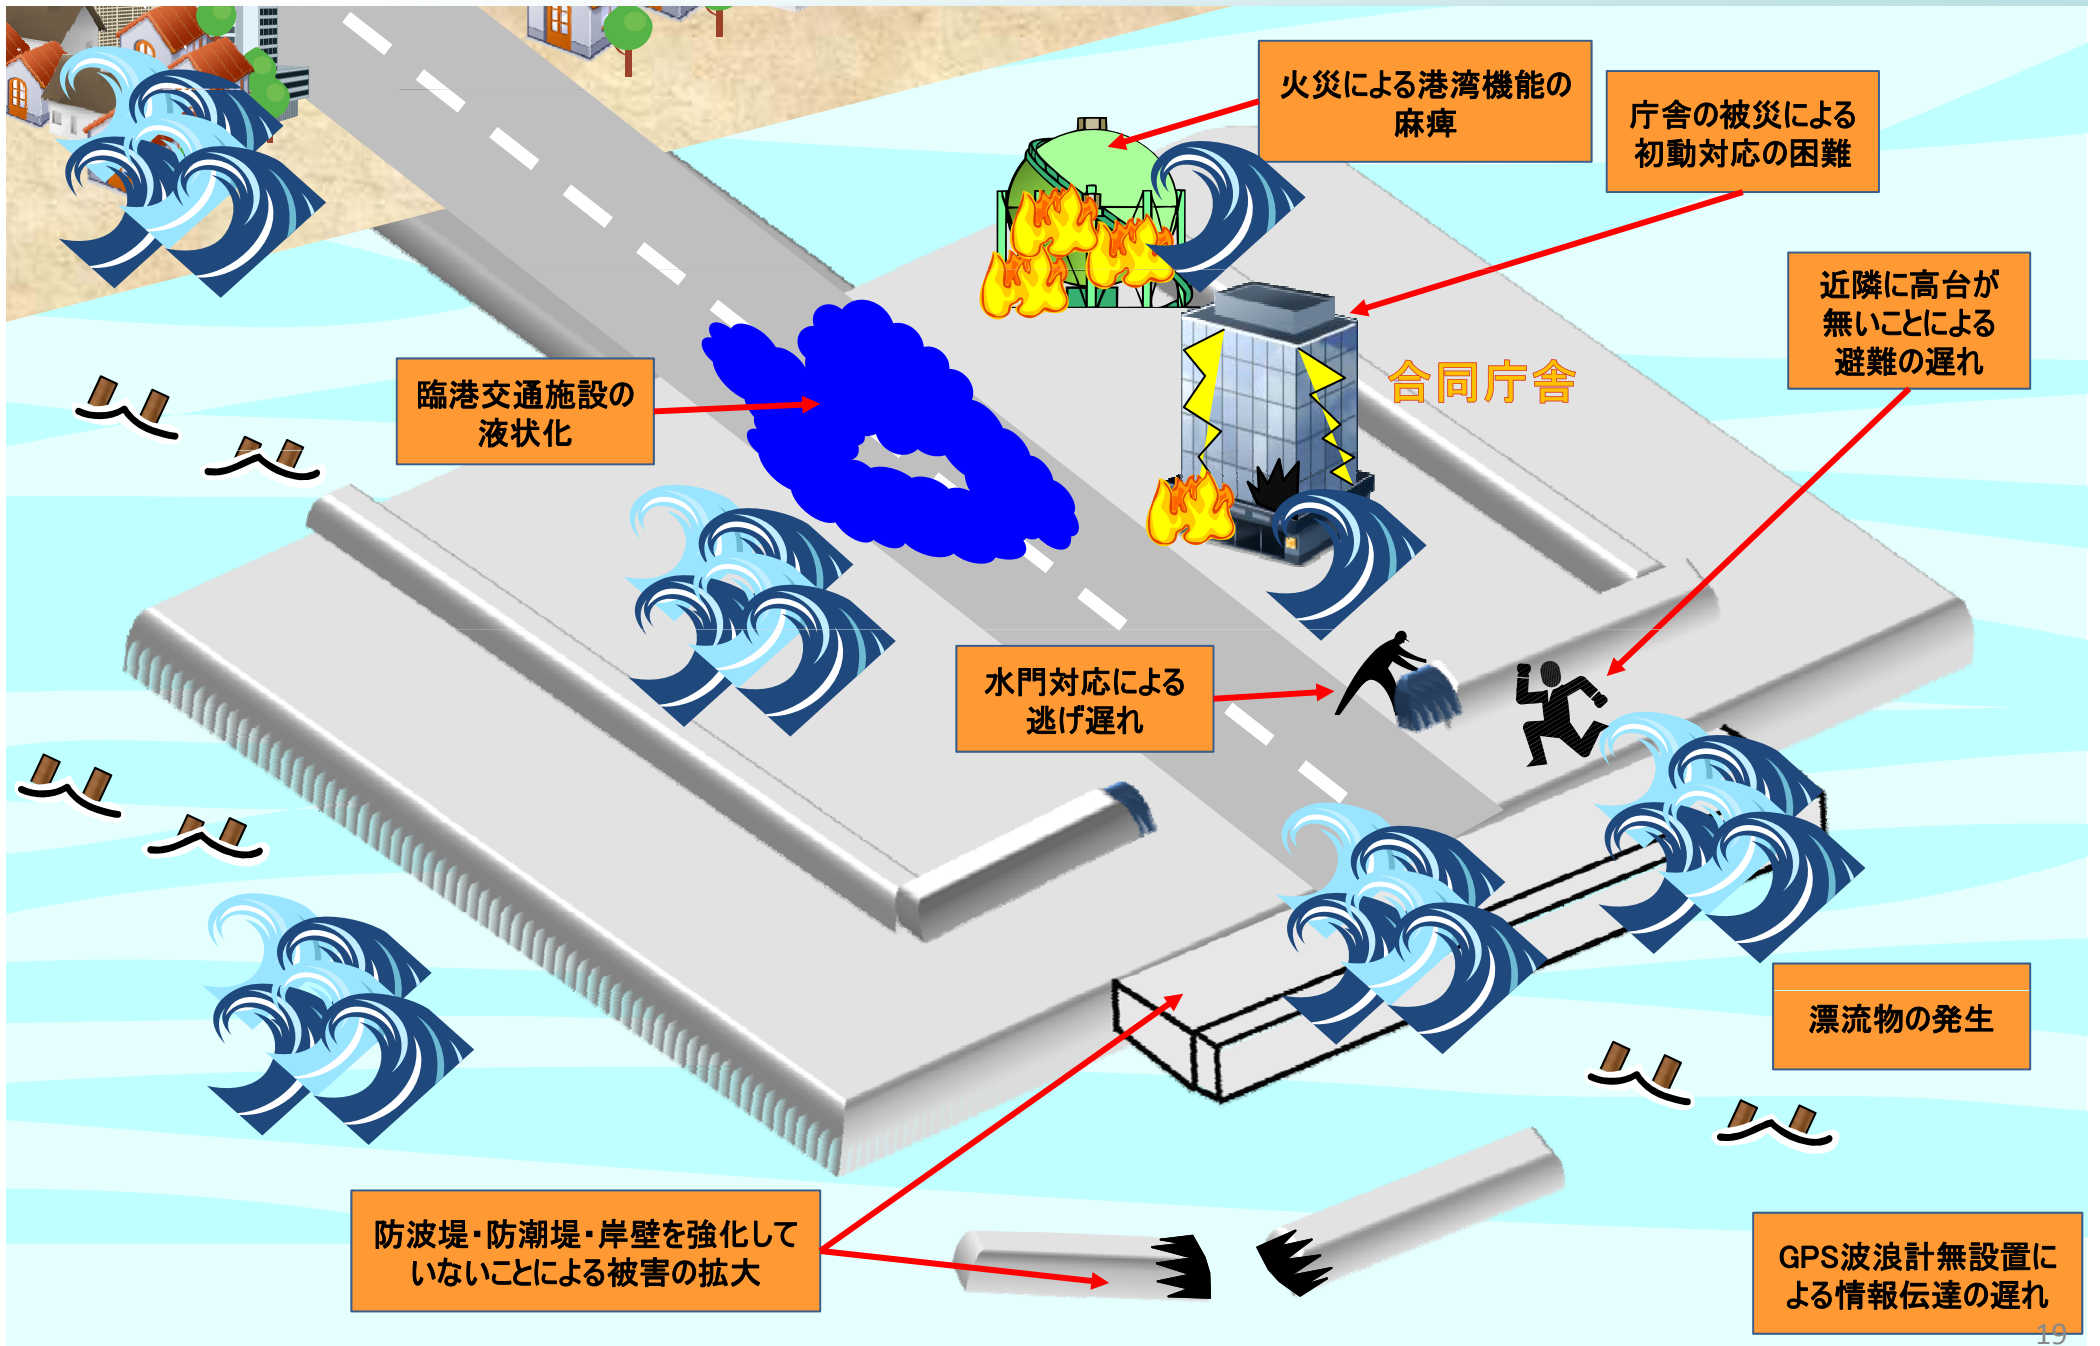 火災による港湾機能の
麻痺
庁舎の被災による
初動対応の困難
近隣に高台が
無いことによる
避難の遅れ
合同庁舎
臨港交通施設の
液状化
水門対応による
逃げ遅れ
漂流物の発生
防波堤・防潮堤・岸壁を強化して
いないことによる被害の拡大
GPS波浪計無設置に
よる情報伝達の遅れ
19